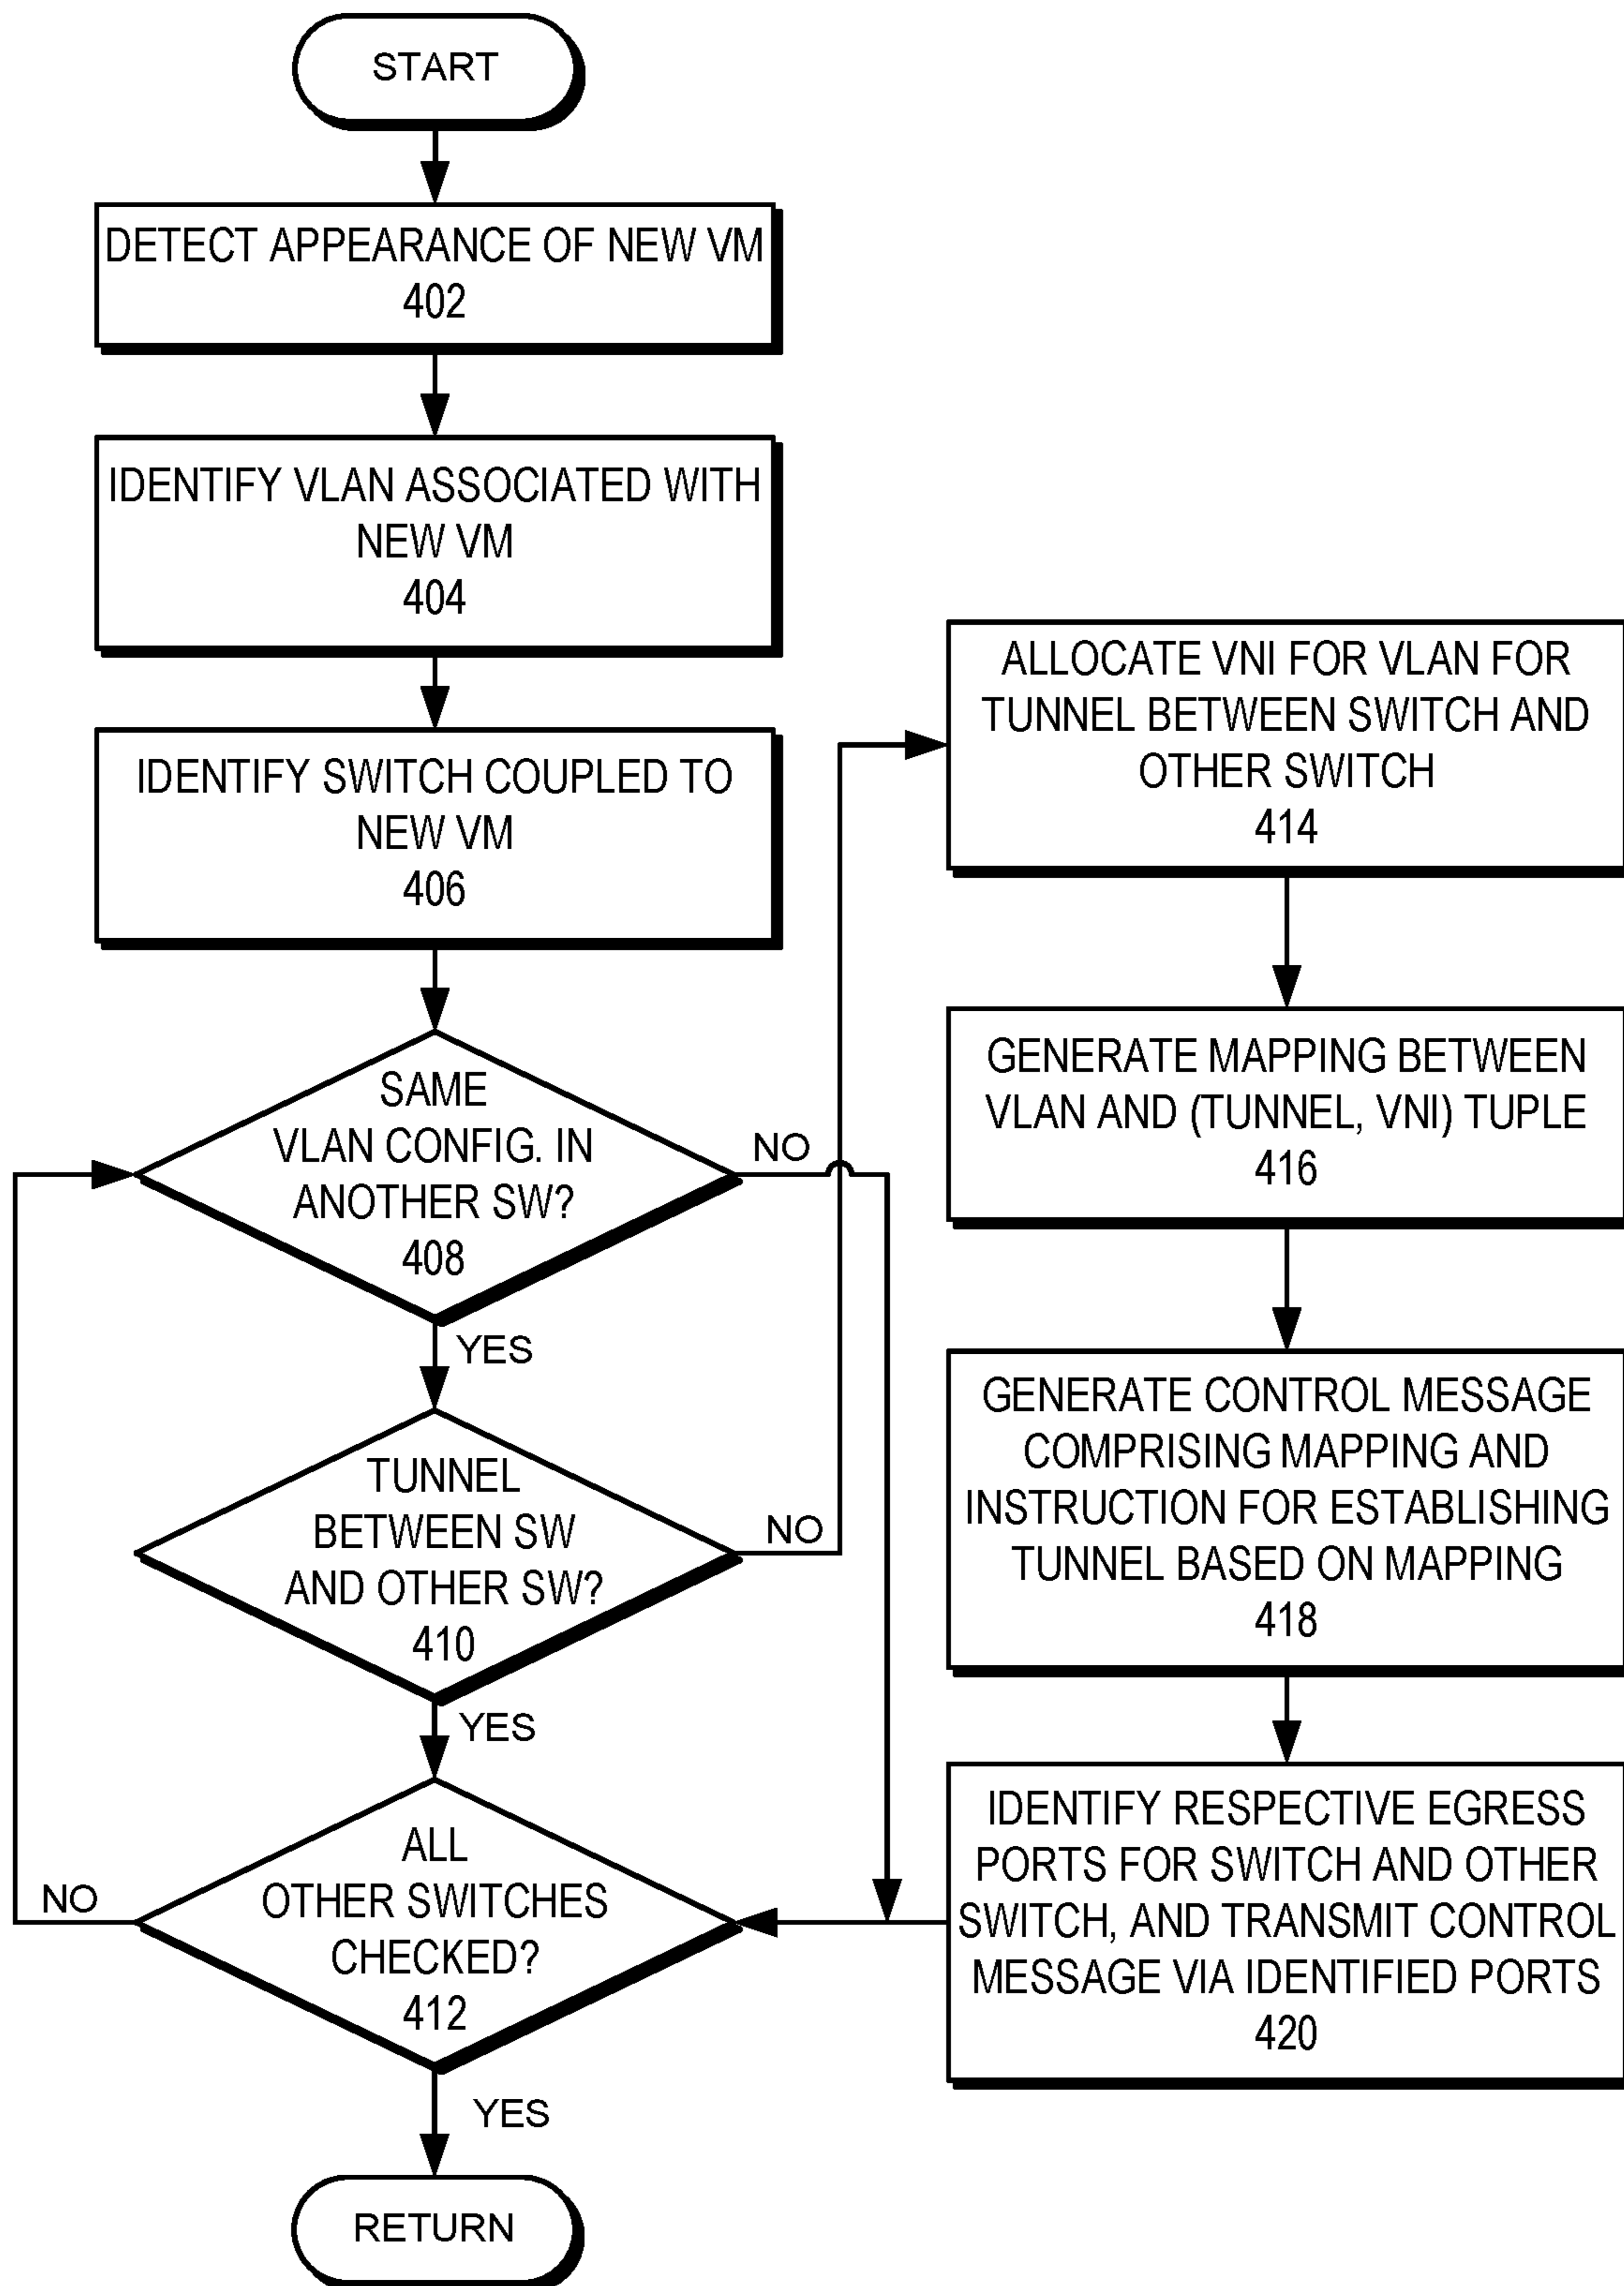 START
DETECT APPEARANCE OF NEW VM
402
IDENTIFY VLAN ASSOCIATED WITH
NEW VM
404
IDENTIFY SWITCH COUPLED TO
NEW VM
406
SAME
VLAN CONFIG. IN
ANOTHER SW?
408
NO
YES
TUNNEL
BETWEEN SW
AND OTHER SW?
410
NO
YES
ALL
OTHER SWITCHES
CHECKED?
412
NO
YES
RETURN
ALLOCATE VNI FOR VLAN FOR
TUNNEL BETWEEN SWITCH AND
OTHER SWITCH
414
GENERATE MAPPING BETWEEN
VLAN AND (TUNNEL, VNI) TUPLE
416
GENERATE CONTROL MESSAGE
COMPRISING MAPPING AND
INSTRUCTION FOR ESTABLISHING
TUNNEL BASED ON MAPPING
418
IDENTIFY RESPECTIVE EGRESS
PORTS FOR SWITCH AND OTHER
SWITCH, AND TRANSMIT CONTROL
MESSAGE VIA IDENTIFIED PORTS
420